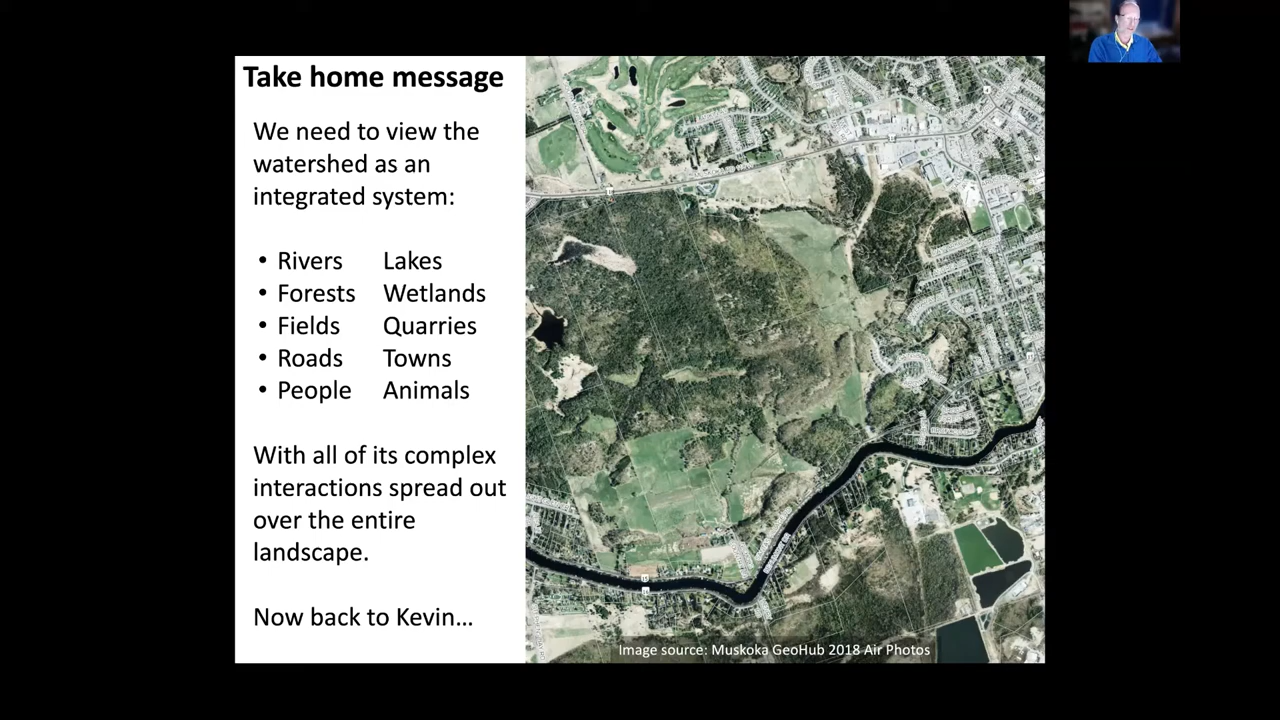 Take home message
We need to view the
watershed as an
integrated system:
• Rivers Lakes
• Forests Wetlands
• Fields Quarries
• Roads Towns
• People Animals
With all of its complex
interactions spread out
over the entire
landscape.
Now back to Kevin…
Image source: Muskoka GeoHub 2018 Air Photos